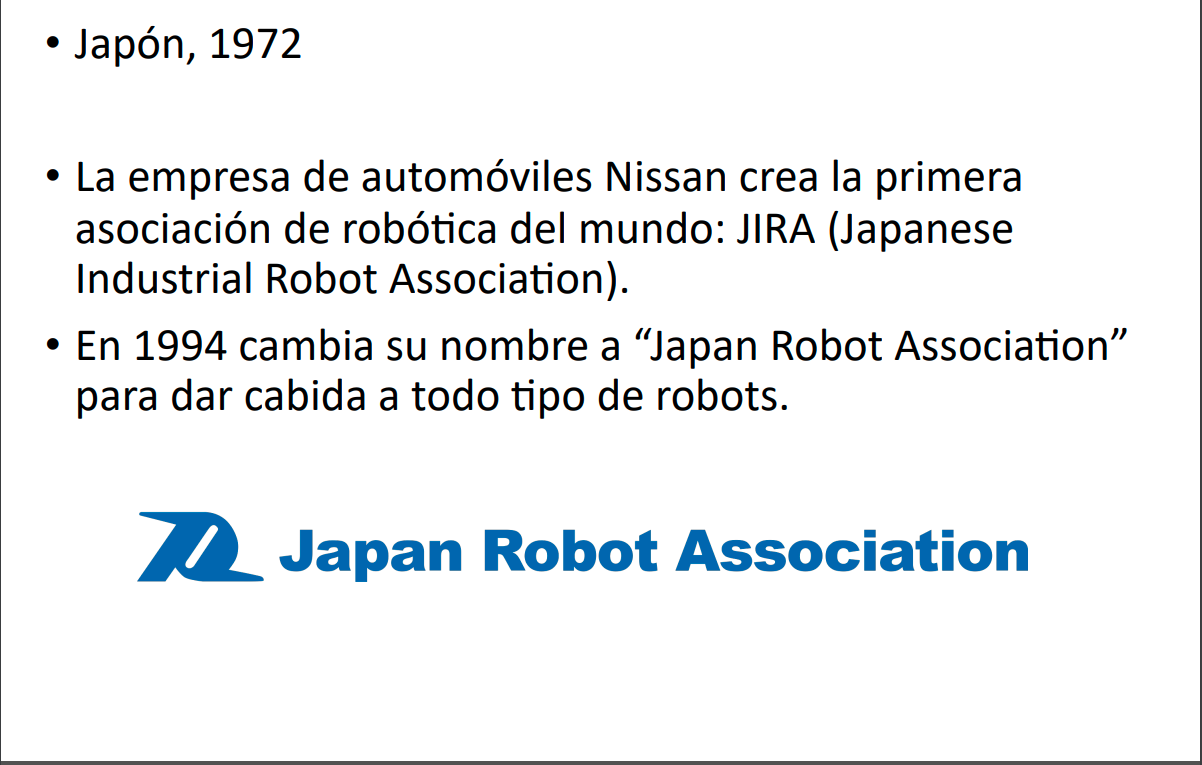 • Japón, 1972
• La empresa de automóviles Nissan crea la primera
asociación de robótica del mundo: JIRA (Japanese
Industrial Robot Association).
• En 1994 cambia su nombre a “Japan Robot Association”
para dar cabida a todo tipo de robots.
Japan Robot Association